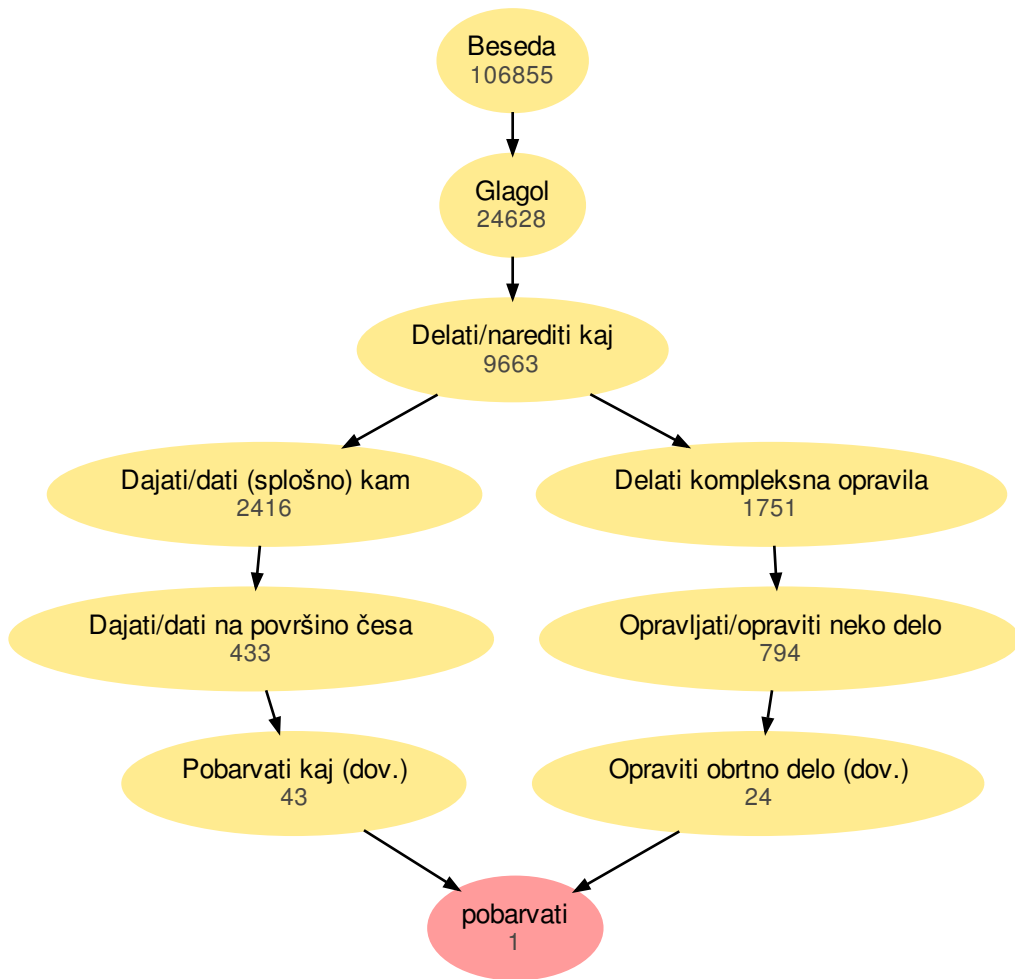 Beseda
106855
Glagol
24628
Delati/narediti kaj
9663
Dajati/dati (splošno) kam
2416
Delati kompleksna opravila
1751
Dajati/dati na površino česa
433
Opravljati/opraviti neko delo
794
Pobarvati kaj (dov.)
43
Opraviti obrtno delo (dov.)
24
pobarvati
1